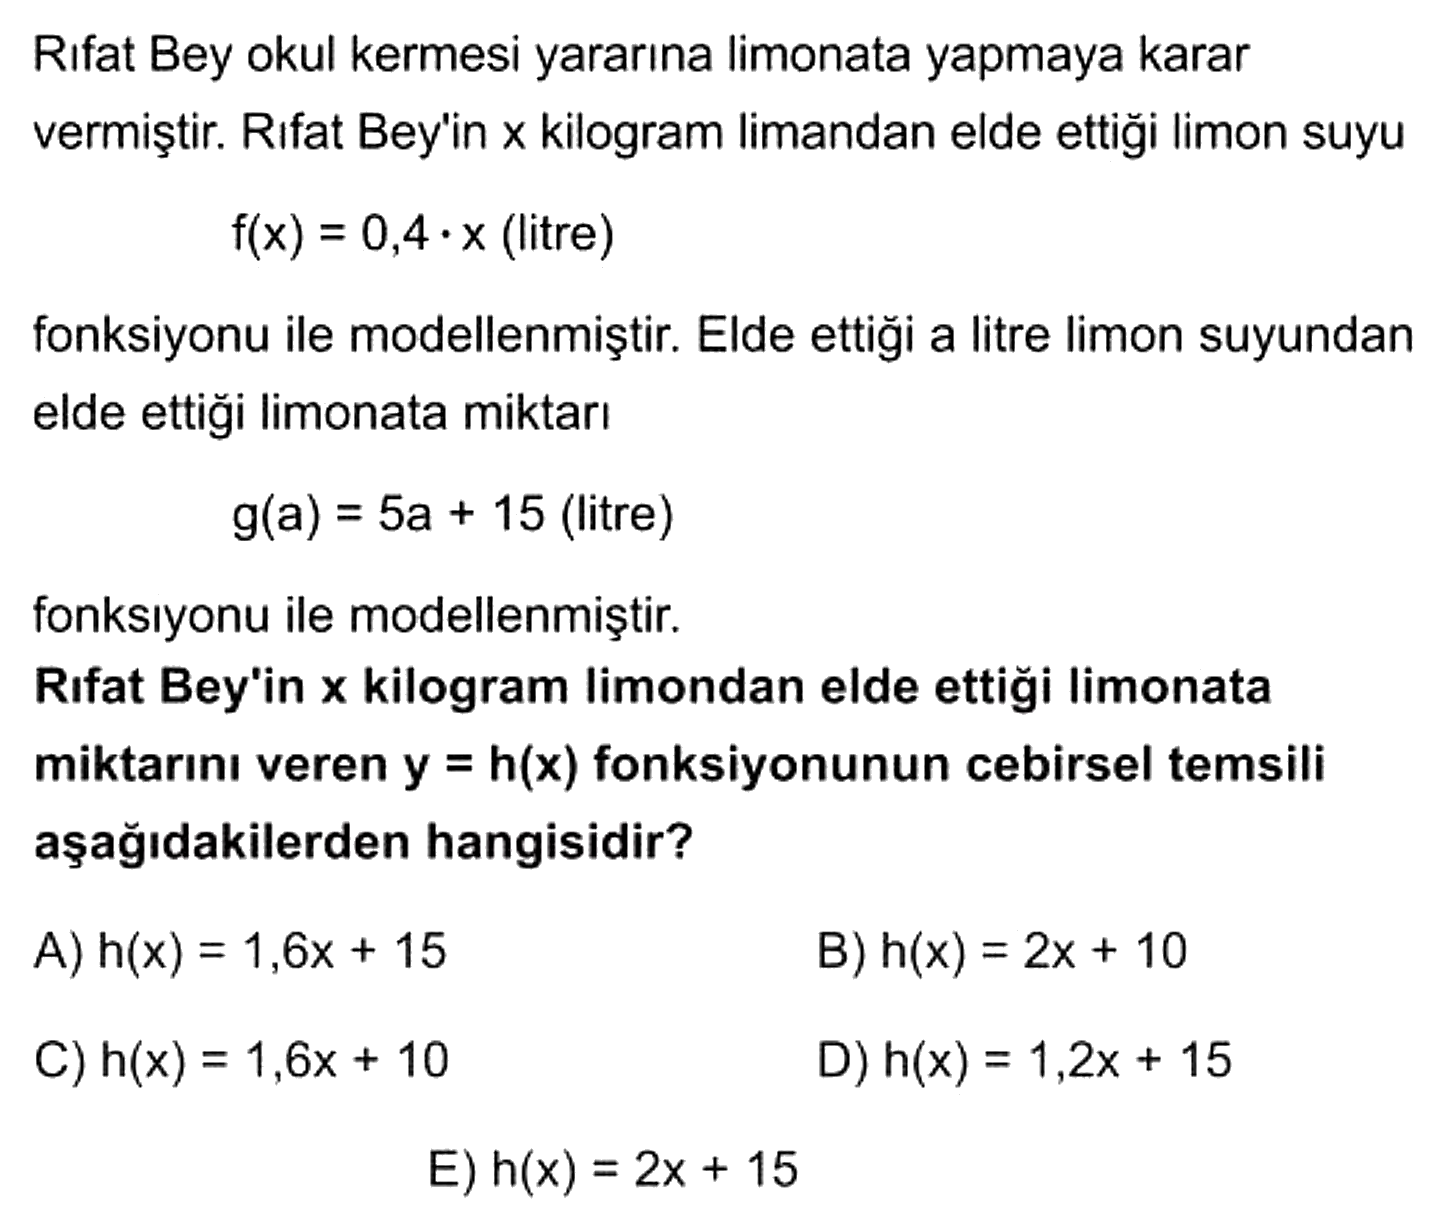 Rıfat Bey okul kermesi yararına limonata yapmaya karar
vermiştir. Rıfat Bey'in x kilogram limandan elde ettiği limon suyu
f(x) = 0,4 · x (litre)
fonksiyonu ile modellenmiştir. Elde ettiği a litre limon suyundan
elde ettiği limonata miktarı
g(a) = 5a + 15 (litre)
fonksıyonu ile modellenmiştir.
Rıfat Bey'in x kilogram limondan elde ettiği limonata
miktarını veren y = h(x) fonksiyonunun cebirsel temsili
aşağıdakilerden hangisidir?
A) h(x) = 1,6x + 15
B) h(x) = 2x + 10
C) h(x) = 1,6x + 10
D) h(x) = 1,2x + 15
E) h(x) = 2x + 15